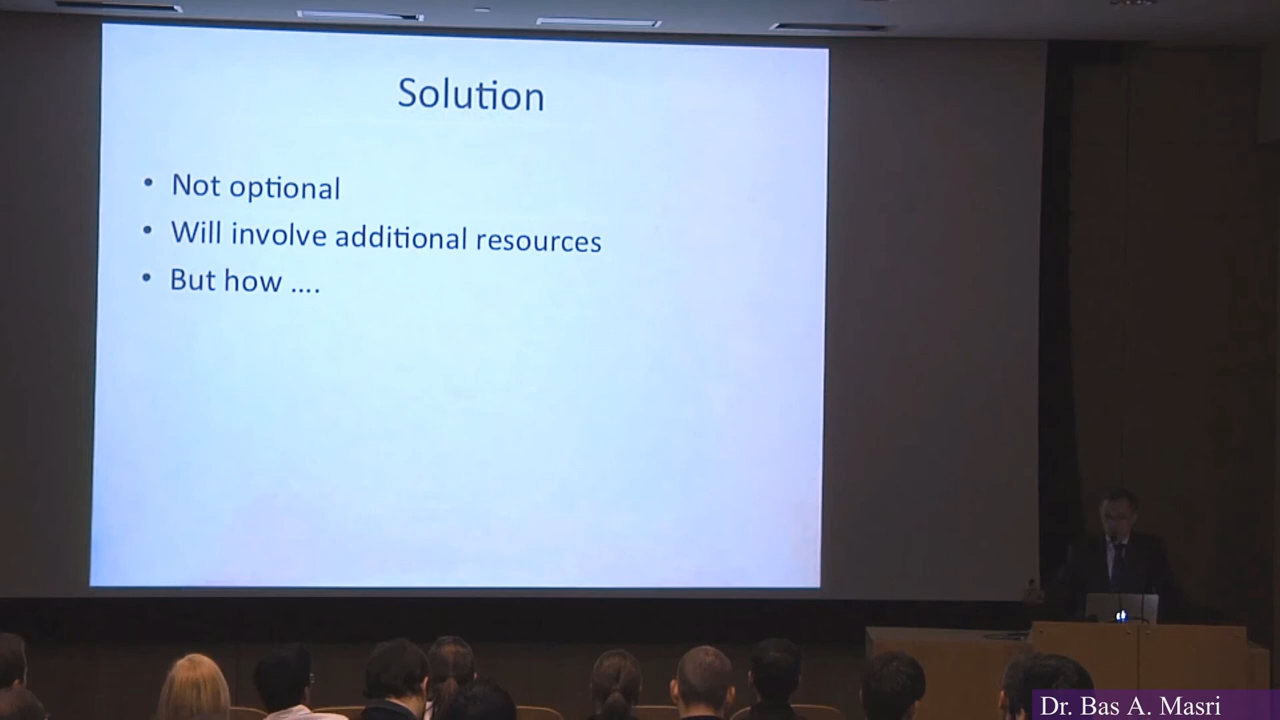 Solution
• Not optional
• Will involve additional resources
• But how ....
Dr. Bas A. Masri